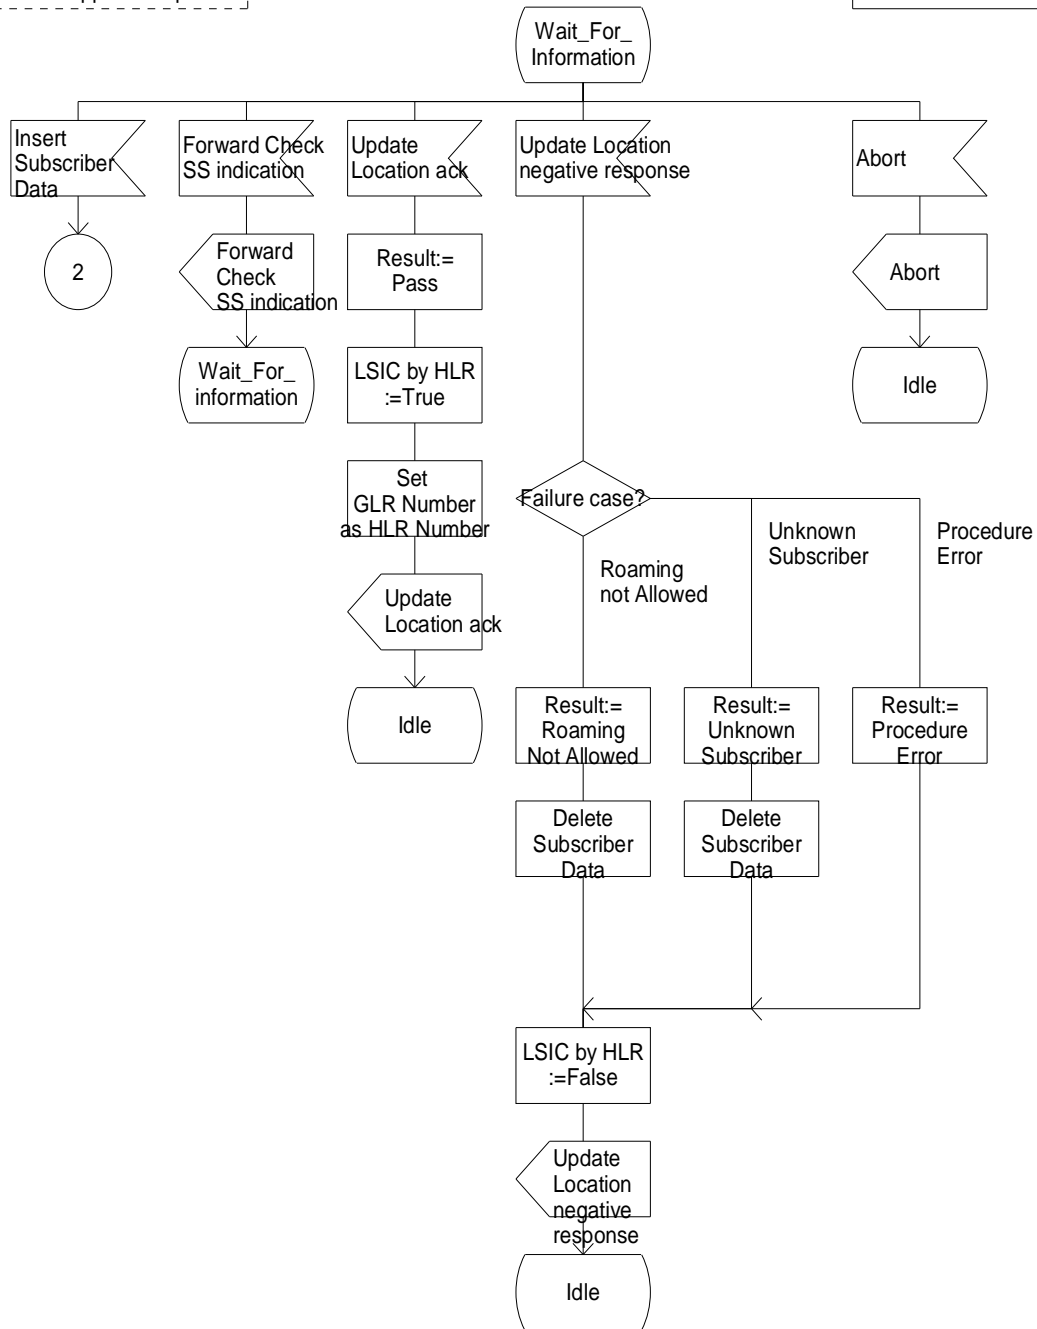 Wait_For_
Information
Insert
Subscriber
Data
Forward Check
SS indication
Update
Location ack
Update Location
negative response
Abort
2
Forward
Check
SS indication
Result:=
Pass
Abort
Wait_For_
information
LSIC by HLR
:=True
Idle
Set
GLR Number
as HLR Number
Failure case?
Unknown
Subscriber
Procedure
Error
Roaming
not Allowed
Update
Location ack
Idle
Result:=
Roaming
Not Allowed
Result:=
Unknown
Subscriber
Result:=
Procedure
Error
Delete
Subscriber
Data
Delete
Subscriber
Data
LSIC by HLR
:=False
Update
Location
negative
response
Idle